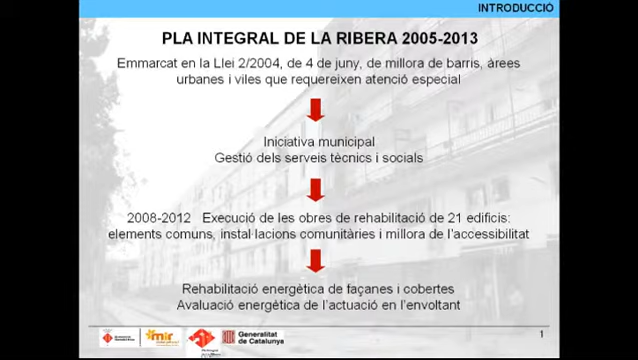 INTRODUCCIÓ
PLA INTEGRAL DE LA RIBERA 2005-2013
Emmarcat en la Llei 2/2004, de 4 de juny, de millora de barris, àrees
urbanes i viles que requereixen atenció especial
Iniciativa municipal
Gestió dels serveis tècnics i socials
2008-2012 Execució de les obres de rehabilitació de 21 edificis:
elements comuns, instal·lacions comunitàries i millora de l'accessibilitat
Rehabilitació energètica de façanes i cobertes
Avaluació energètica de l'actuació en l'envoltant
mir
Generalitat
de Catalunya
1